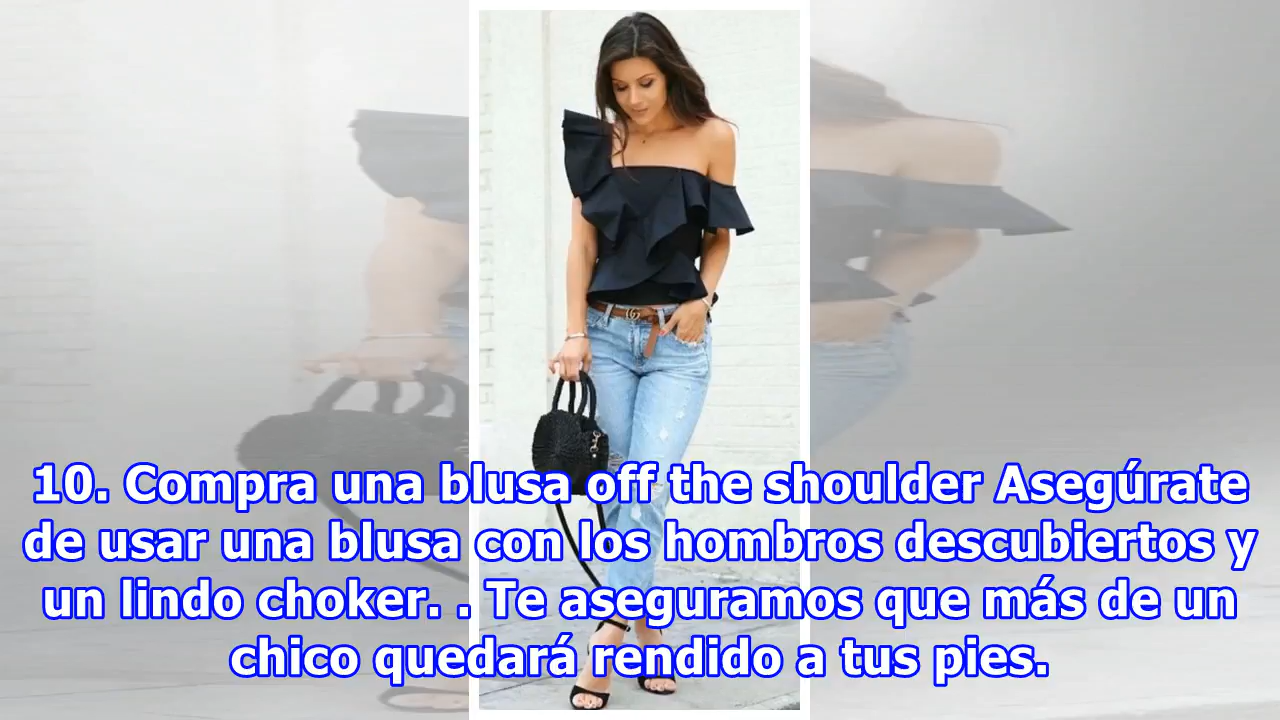 10. Compra una blusa off the shoulder Asegúrate
de usar una blusa con los hombros descubiertos y
un lindo choker. . Te aseguramos que más de un
chico quedará rendido a tus pies.